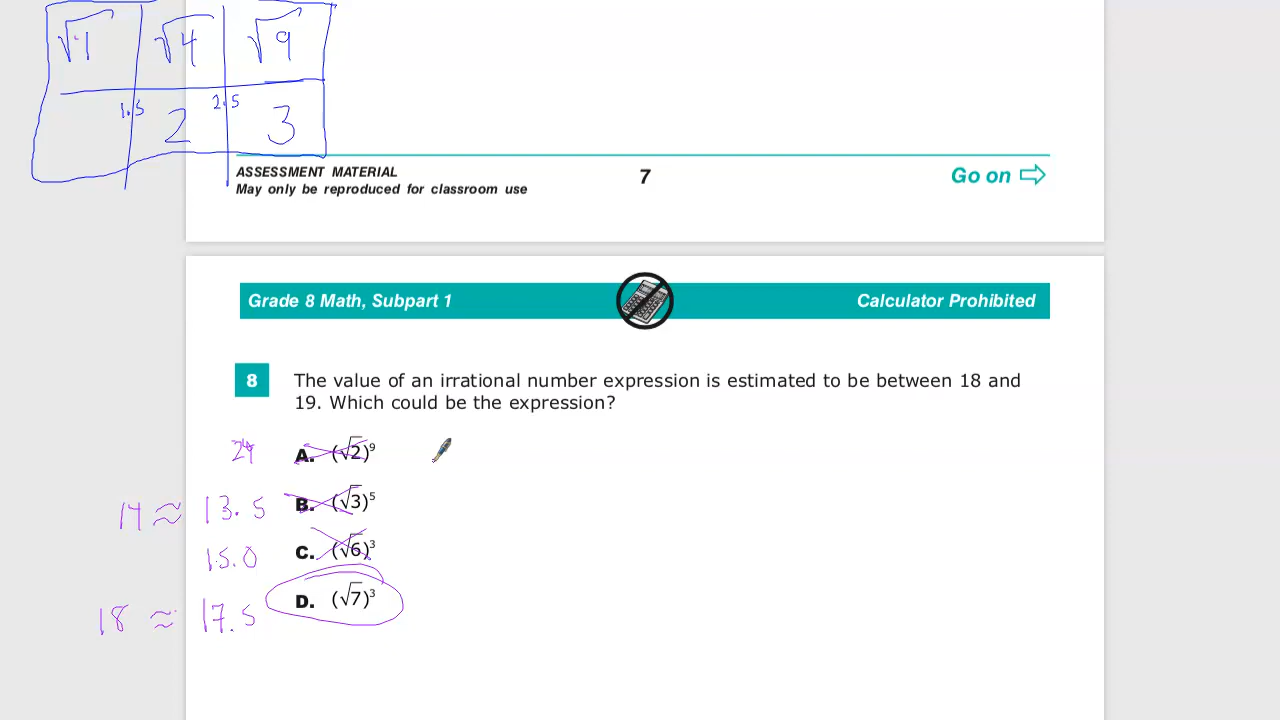 √1 √4 √9
1.5 2 2.5 3
ASSESSMENT MATERIAL
May only be reproduced for classroom use
7
Go on
Grade 8 Math, Subpart 1
Calculator Prohibited
8 The value of an irrational number expression is estimated to be between 18 and
19. Which could be the expression?
24 A. (√2)⁹
14 ≈ 13.5 B. (√3)⁵
15.0 C. (√6)³
18 ≈ 17.5 D. (√7)³